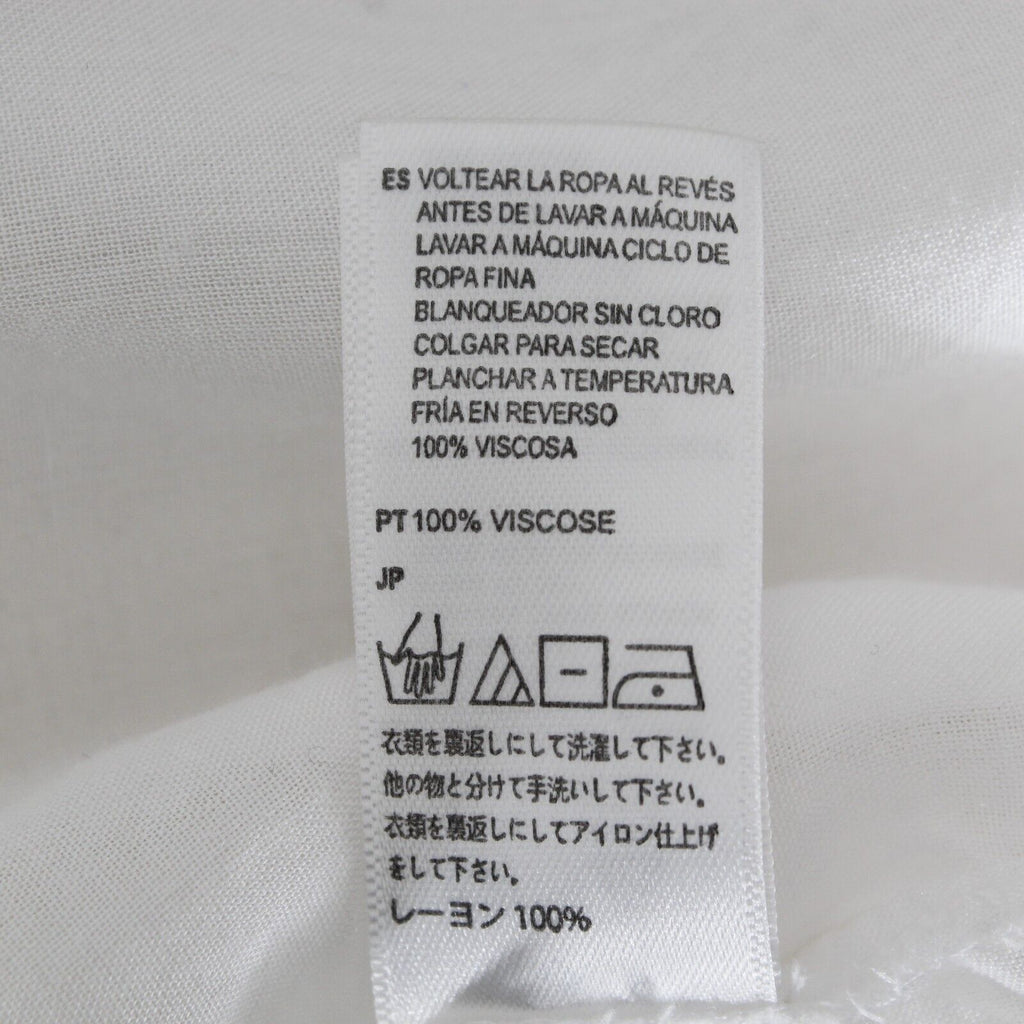 ES VOLTEAR LA ROPA AL REVÉS
ANTES DE LAVAR A MÁQUINA
LAVAR A MÁQUINA CICLO DE
ROPA FINA
BLANQUEADOR SIN CLORO
COLGAR PARA SECAR
PLANCHAR A TEMPERATURA
FRÍA EN REVERSO
100% VISCOSA
PT 100% VISCOSE
JP
衣類を裏返しにして洗濯して下さい。
他の物と分けて手洗いして下さい。
衣類を裏返しにしてアイロン仕上げ
をして下さい。
レーヨン 100%